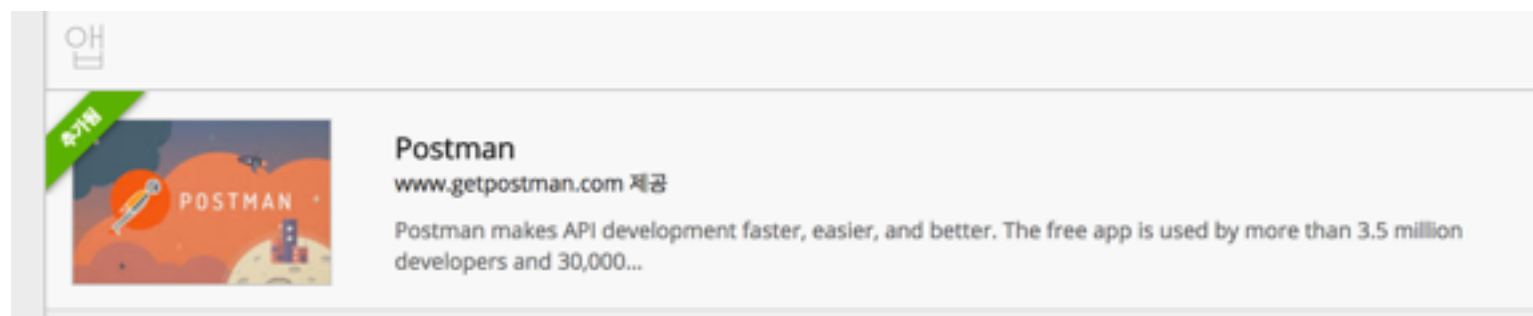 앱
추가됨
POSTMAN
Postman
www.getpostman.com 제공
Postman makes API development faster, easier, and better. The free app is used by more than 3.5 million
developers and 30,000...